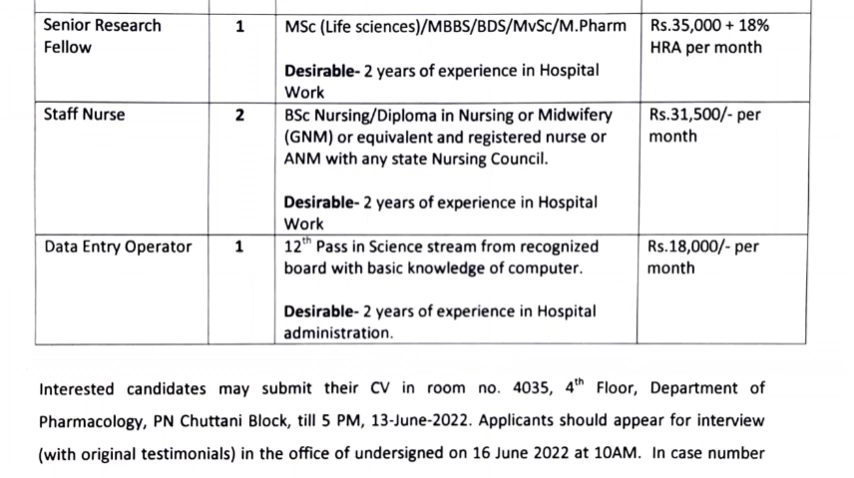 Senior Research Fellow	1	MSc (Life sciences)/MBBS/BDS/MvSc/M.Pharm	Rs.35,000 + 18% HRA per month
Desirable- 2 years of experience in Hospital Work
Staff Nurse	2	BSc Nursing/Diploma in Nursing or Midwifery	Rs.31,500/- per month
(GNM) or equivalent and registered nurse or
ANM with any state Nursing Council.
Desirable- 2 years of experience in Hospital
Work
Data Entry Operator	1	12th Pass in Science stream from recognized	Rs.18,000/- per month
board with basic knowledge of computer.
Desirable- 2 years of experience in Hospital
administration.
Interested candidates may submit their CV in room no. 4035, 4th Floor, Department of
Pharmacology, PN Chuttani Block, till 5 PM, 13-June-2022. Applicants should appear for interview
(with original testimonials) in the office of undersigned on 16 June 2022 at 10AM. In case number